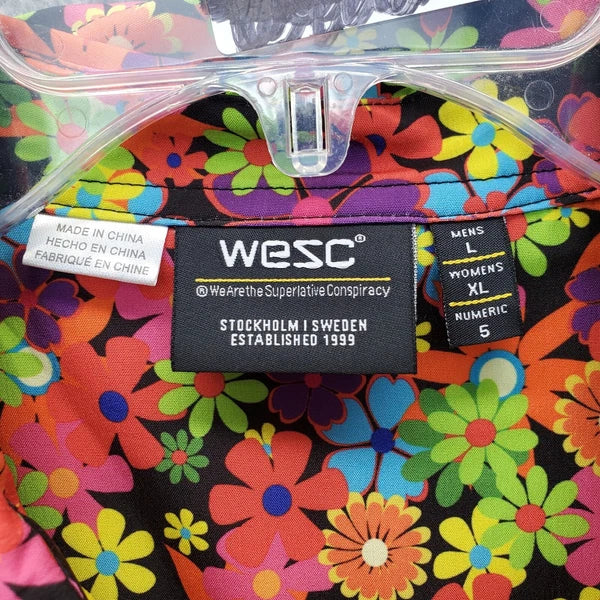 MADE IN CHINA
HECHO EN CHINA
FABRIQUÉ EN CHINE
wesc®
® WeAretheSuperlativeConspiracy
STOCKHOLM | SWEDEN
ESTABLISHED 1999
MENS
L
WOMENS
XL
NUMERIC
5